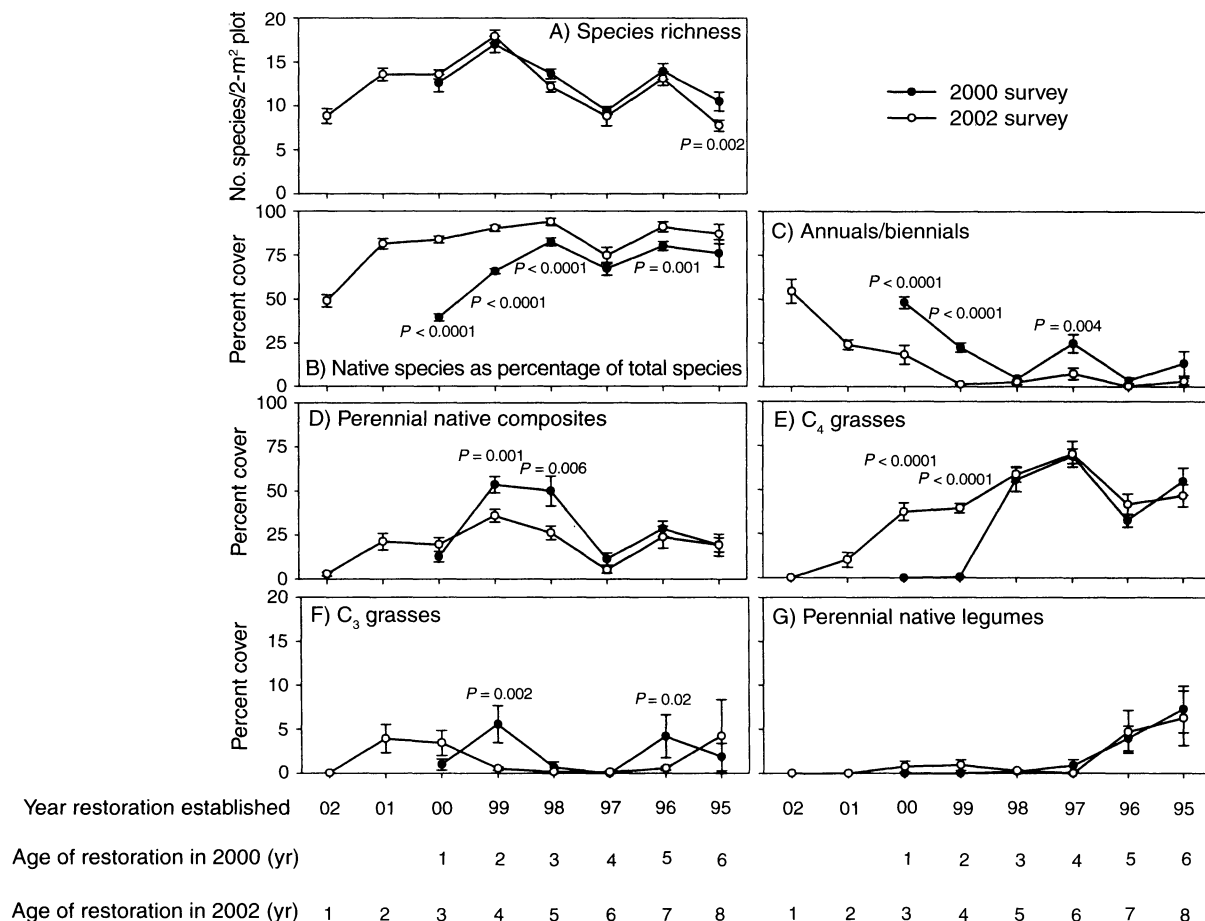 A) Species richness
No. species/2-m² plot
20
15
10
5
0
P = 0.002
2000 survey
2002 survey
Percent cover
100
75
50
25
0
P < 0.0001
P < 0.0001
P < 0.0001
P = 0.001
B) Native species as percentage of total species
C) Annuals/biennials
P < 0.0001
P < 0.0001
P = 0.004
D) Perennial native composites
Percent cover
100
75
50
25
0
P = 0.001
P = 0.006
E) C₄ grasses
P < 0.0001
P < 0.0001
F) C₃ grasses
Percent cover
20
15
10
5
0
P = 0.002
P = 0.02
G) Perennial native legumes
Year restoration established 02 01 00 99 98 97 96 95 02 01 00 99 98 97 96 95
Age of restoration in 2000 (yr) 1 2 3 4 5 6 1 2 3 4 5 6
Age of restoration in 2002 (yr) 1 2 3 4 5 6 7 8 1 2 3 4 5 6 7 8